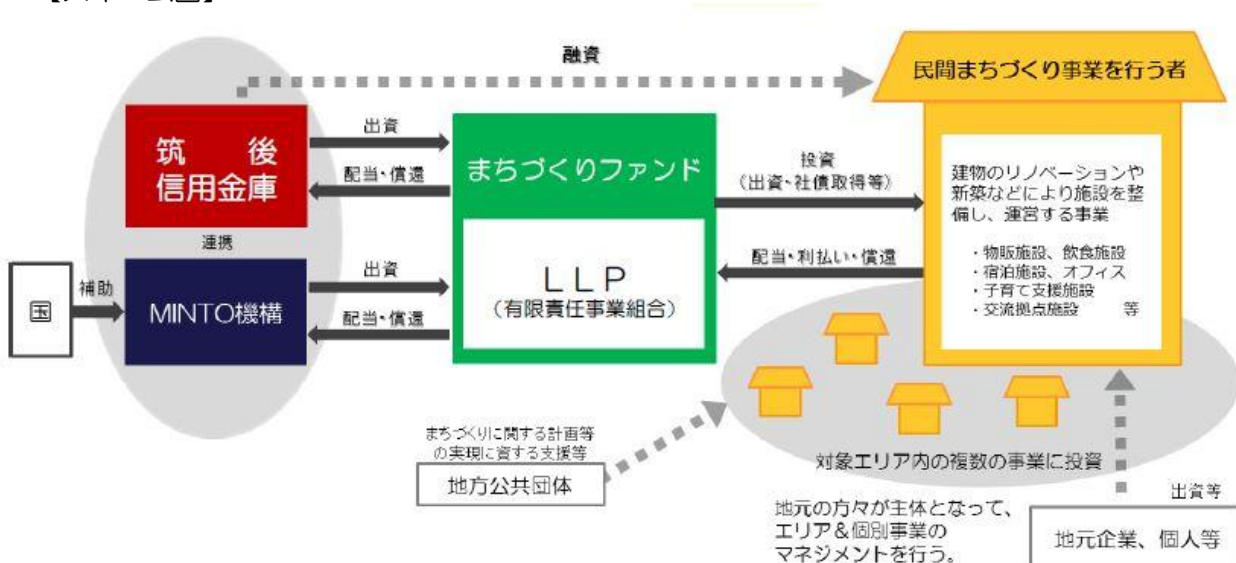 融資
民間まちづくり事業を行う者
筑 後
信用金庫
出資
配当・償還
まちづくりファンド
投資
(出資・社債取得等)
建物のリノベーションや
新築などにより施設を整
備し、運営する事業
・物販施設、飲食施設
・宿泊施設、オフィス
・子育て支援施設
・交流拠点施設 等
連携
国
補助
MINTO機構
出資
配当・償還
LLP
(有限責任事業組合)
配当・利払い・償還
まちづくりに関する計画等
の実現に資する支援等
地方公共団体
対象エリア内の複数の事業に投資
地元の方々が主体となって、
エリア&個別事業の
マネジメントを行う。
出資等
地元企業、個人等